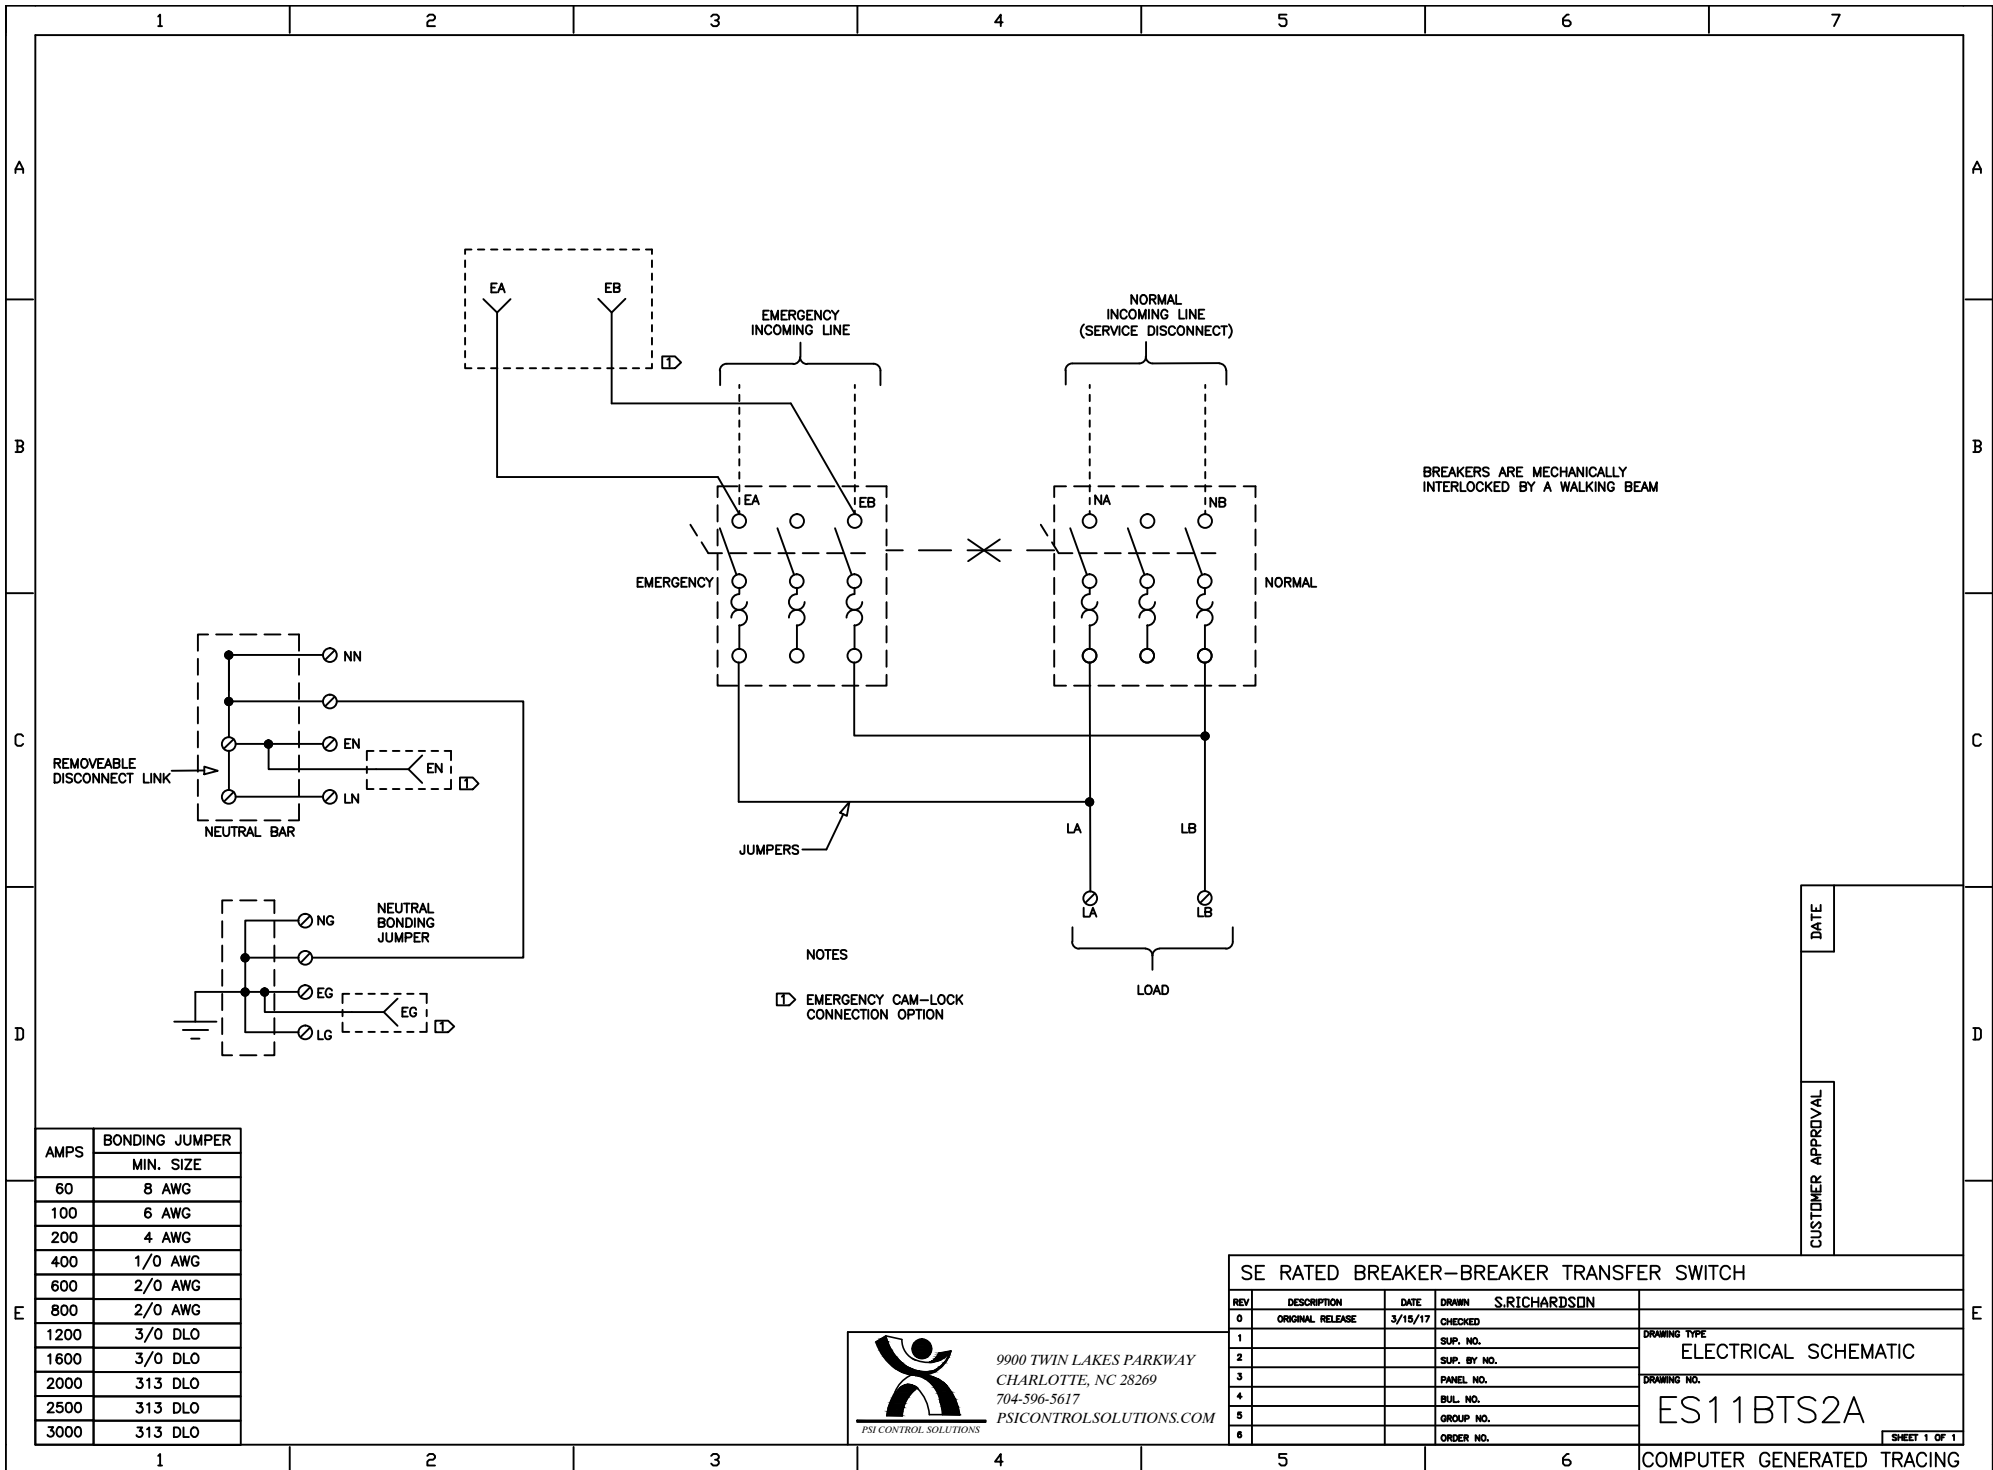 1 2 3 4 5 6 7
A
A
EA EB
1
EMERGENCY
INCOMING LINE
NORMAL
INCOMING LINE
(SERVICE DISCONNECT)
B
B
BREAKERS ARE MECHANICALLY
INTERLOCKED BY A WALKING BEAM
EA EB
NA NB
EMERGENCY
NORMAL
NN
EN
EN
1
LN
REMOVEABLE
DISCONNECT LINK
NEUTRAL BAR
C
C
LA LB
JUMPERS
LA LB
LOAD
NG
NEUTRAL
BONDING
JUMPER
EG
EG
1
LG
NOTES
1 EMERGENCY CAM-LOCK
CONNECTION OPTION
D
D
DATE
CUSTOMER APPROVAL
AMPS BONDING JUMPER
MIN. SIZE
60 8 AWG
100 6 AWG
200 4 AWG
400 1/0 AWG
600 2/0 AWG
800 2/0 AWG
1200 3/0 DLO
1600 3/0 DLO
2000 313 DLO
2500 313 DLO
3000 313 DLO
E
E
PSI CONTROL SOLUTIONS
9900 TWIN LAKES PARKWAY
CHARLOTTE, NC 28269
704-596-5617
PSICONTROLSOLUTIONS.COM
SE RATED BREAKER-BREAKER TRANSFER SWITCH
REV DESCRIPTION DATE DRAWN S.RICHARDSON
0 ORIGINAL RELEASE 3/15/17 CHECKED
1 SUP. NO.
2 SUP. BY NO.
3 PANEL NO.
4 BUL. NO.
5 GROUP NO.
6 ORDER NO.
DRAWING TYPE
ELECTRICAL SCHEMATIC
DRAWING NO.
ES11BTS2A
SHEET 1 OF 1
1 2 3 4 5 6
COMPUTER GENERATED TRACING